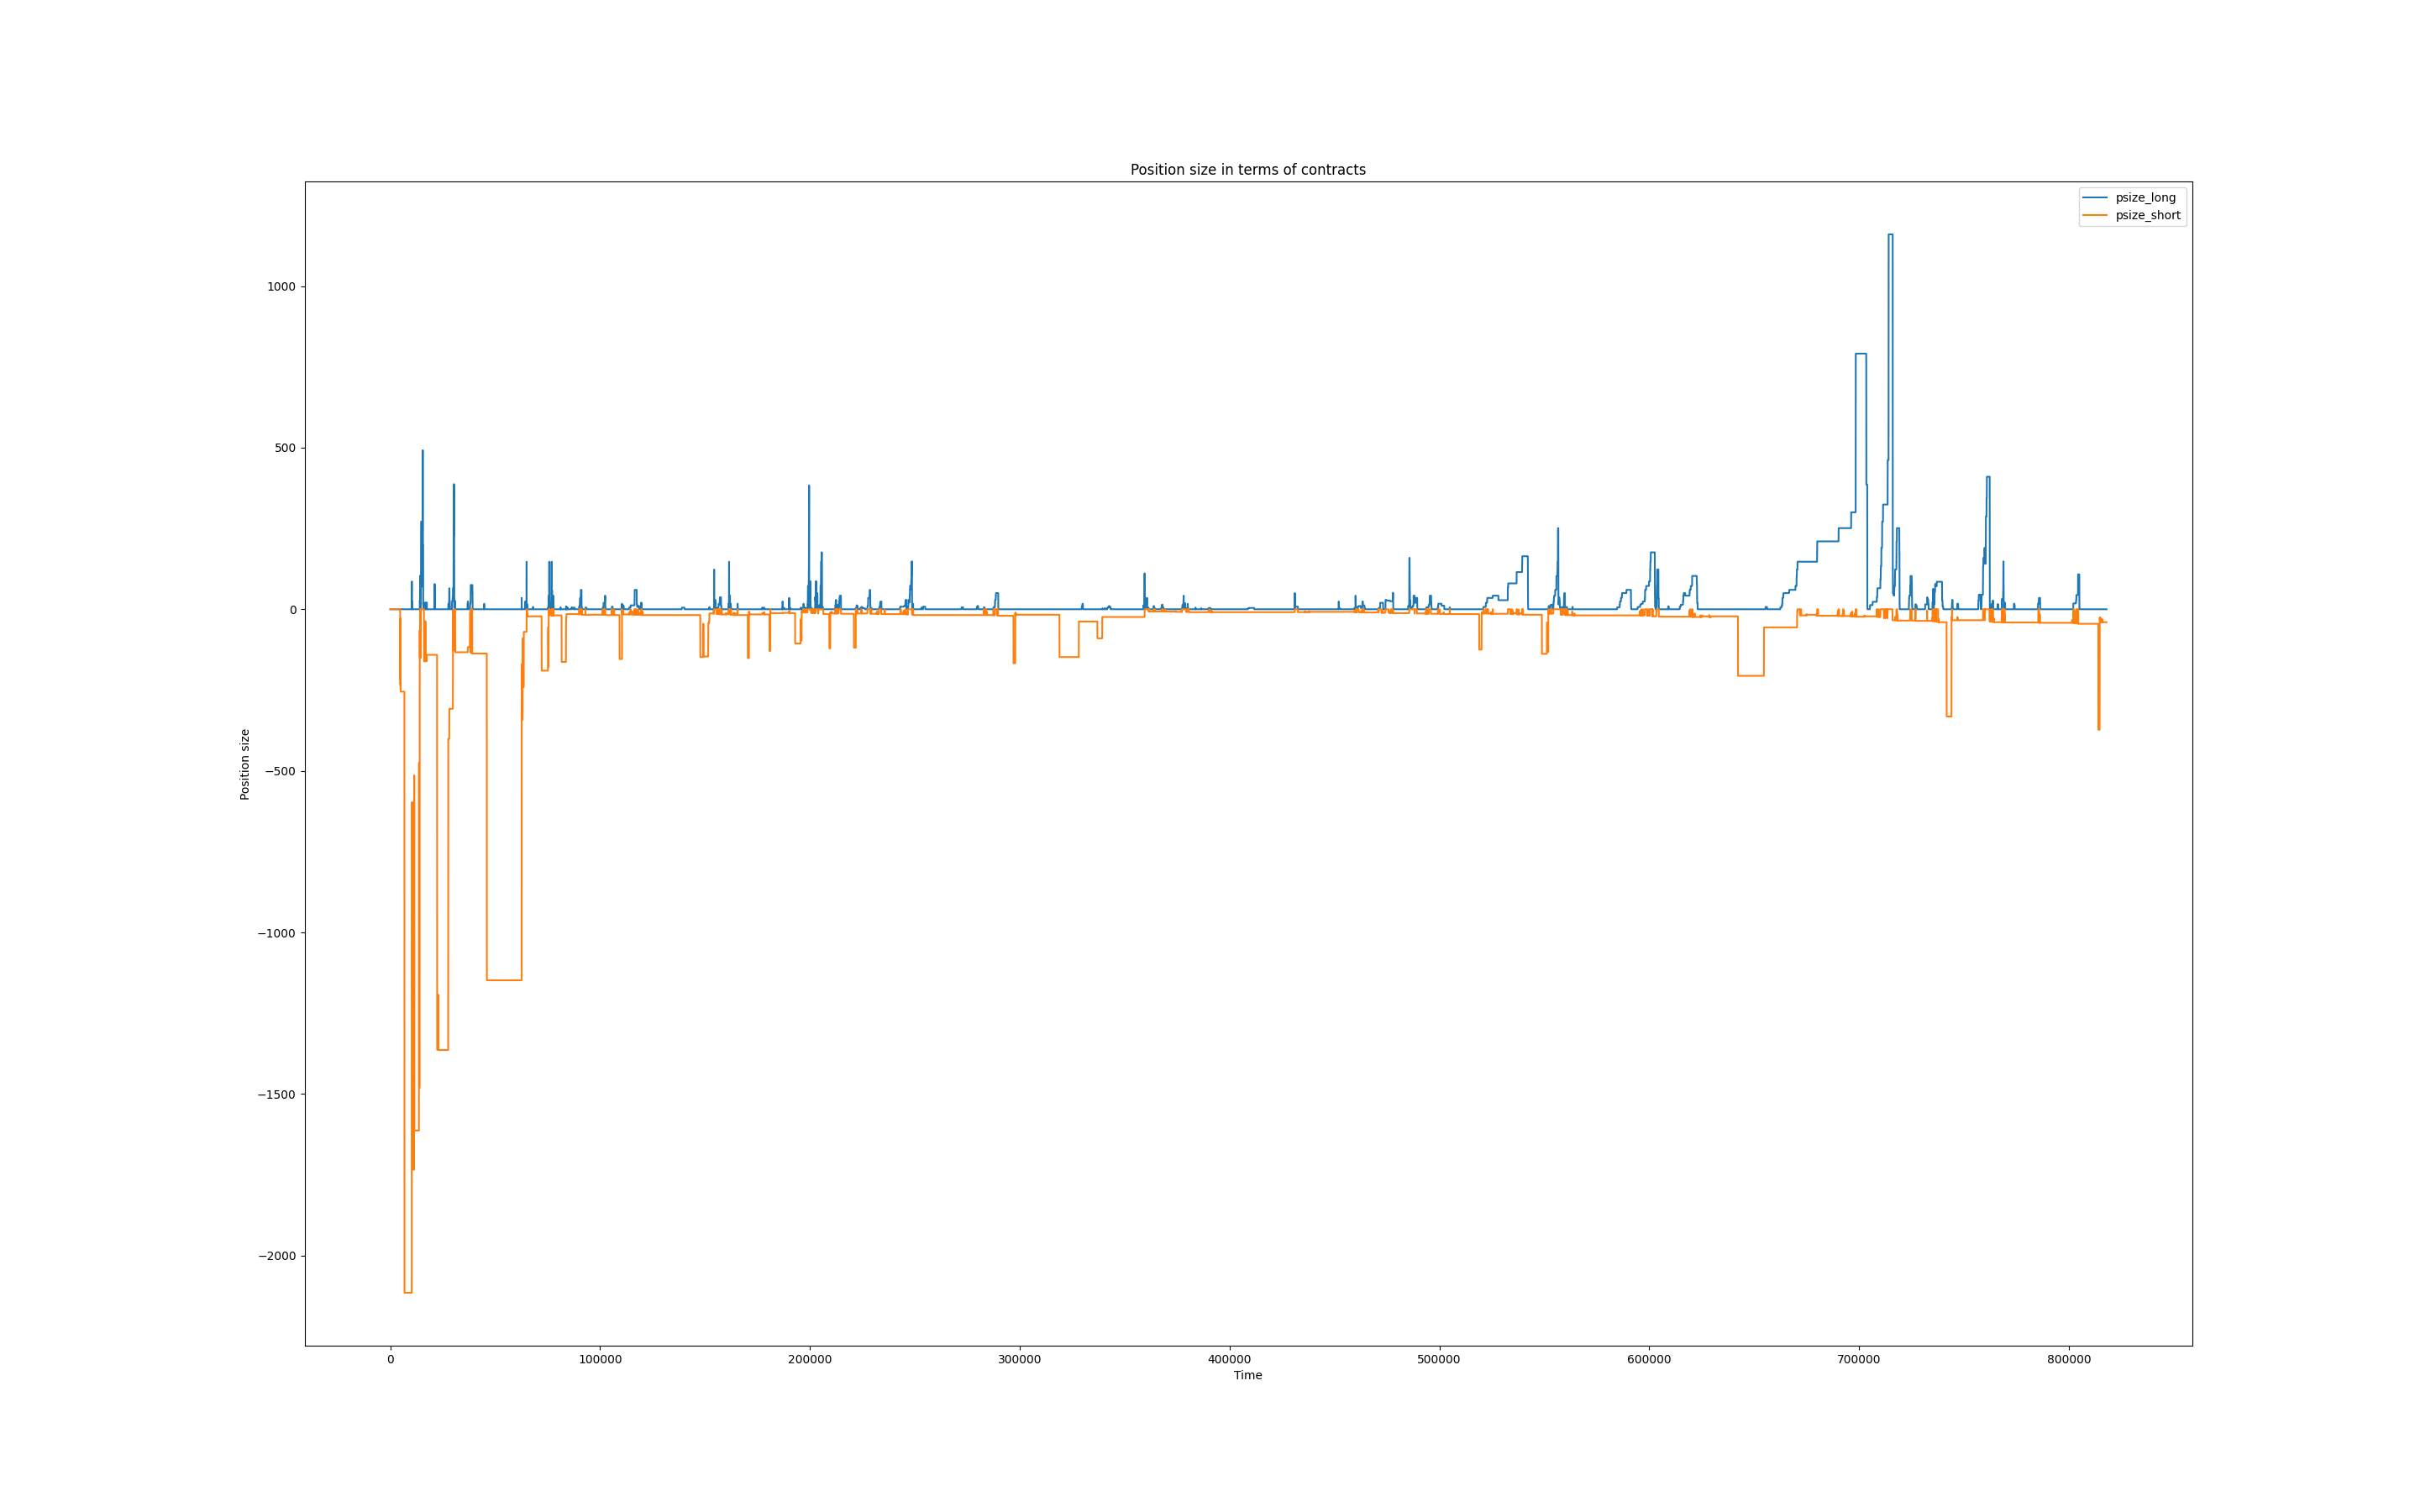 Position size in terms of contracts
psize_long
psize_short
1000
500
0
−500
−1000
−1500
−2000
Position size
0 100000 200000 300000 400000 500000 600000 700000 800000
Time